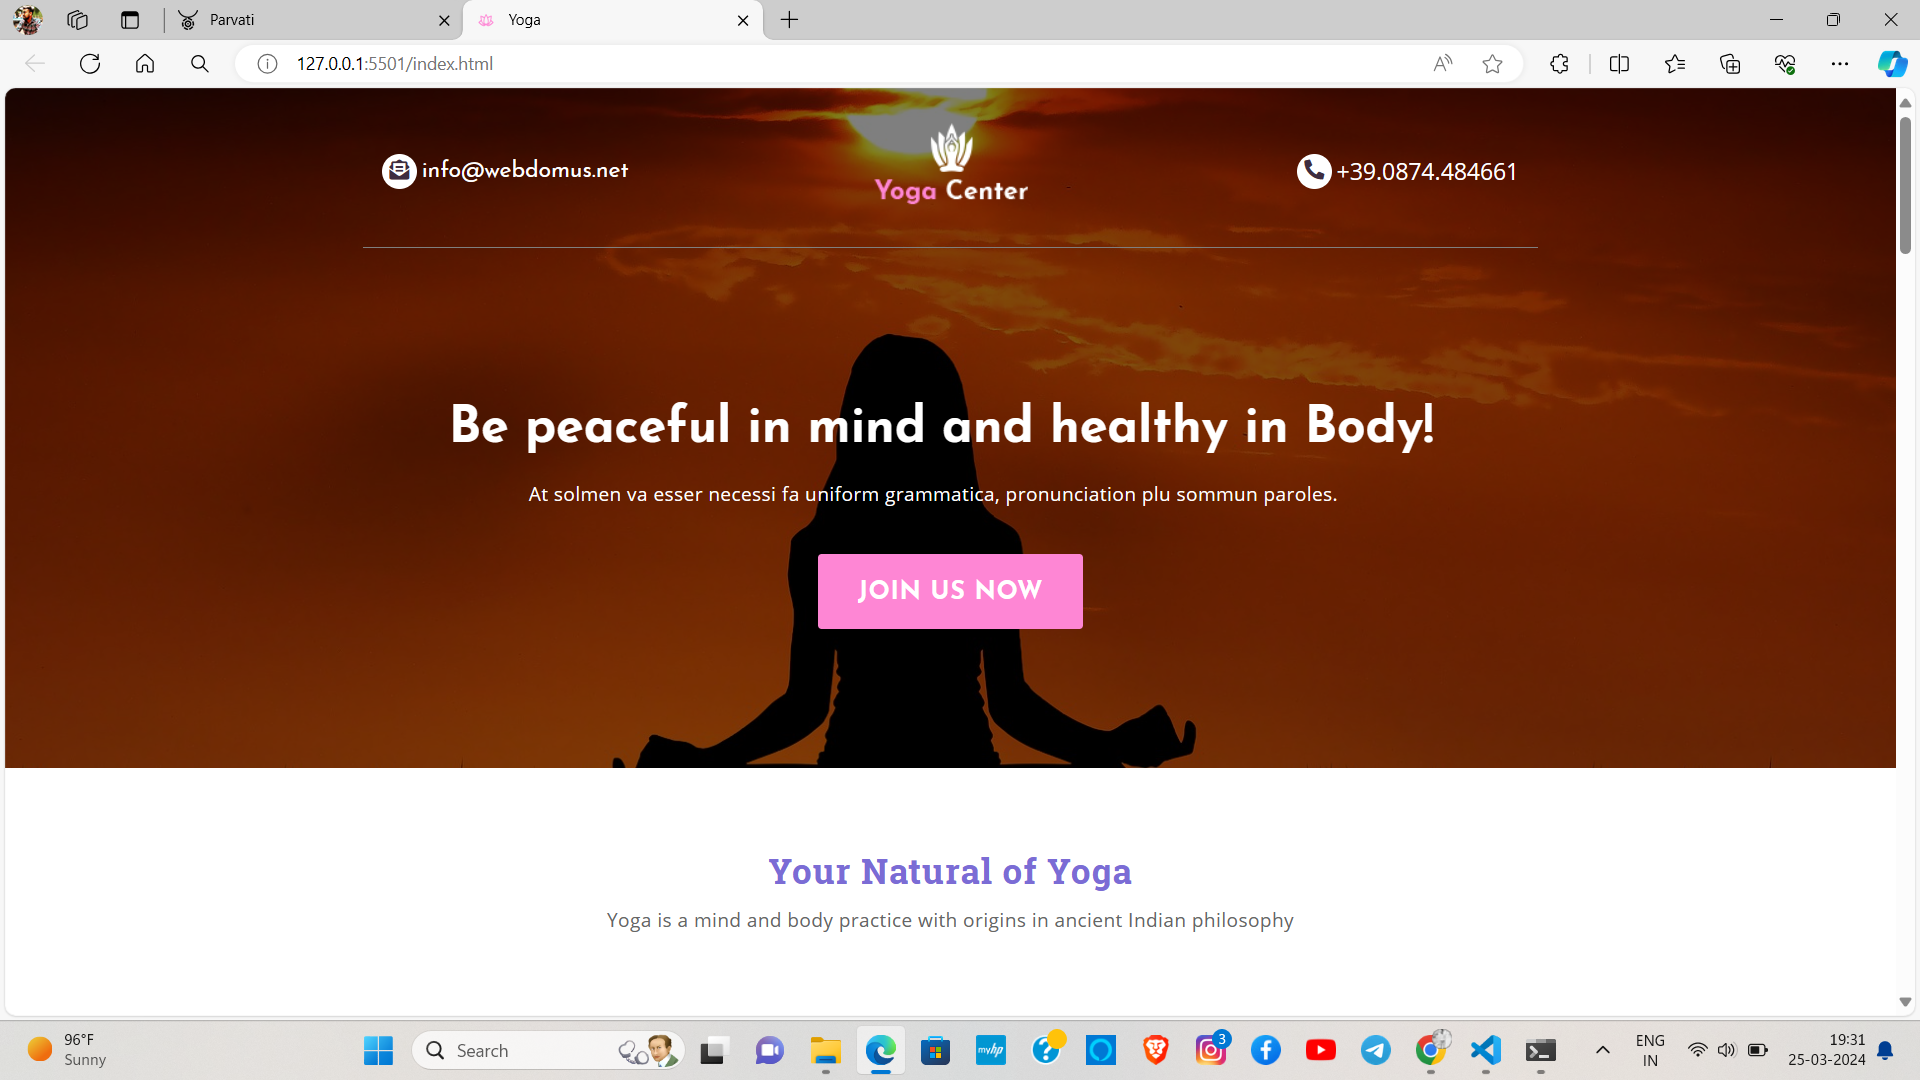 Parvati
Yoga
127.0.0.1:5501/index.html
info@webdomus.net
Yoga Center
+39.0874.484661
Be peaceful in mind and healthy in Body!
At solmen va esser necessi fa uniform grammatica, pronunciation plu sommun paroles.
JOIN US NOW
Your Natural of Yoga
Yoga is a mind and body practice with origins in ancient Indian philosophy
96°F
Sunny
Search
myhp
3
ENG
IN
19:31
25-03-2024